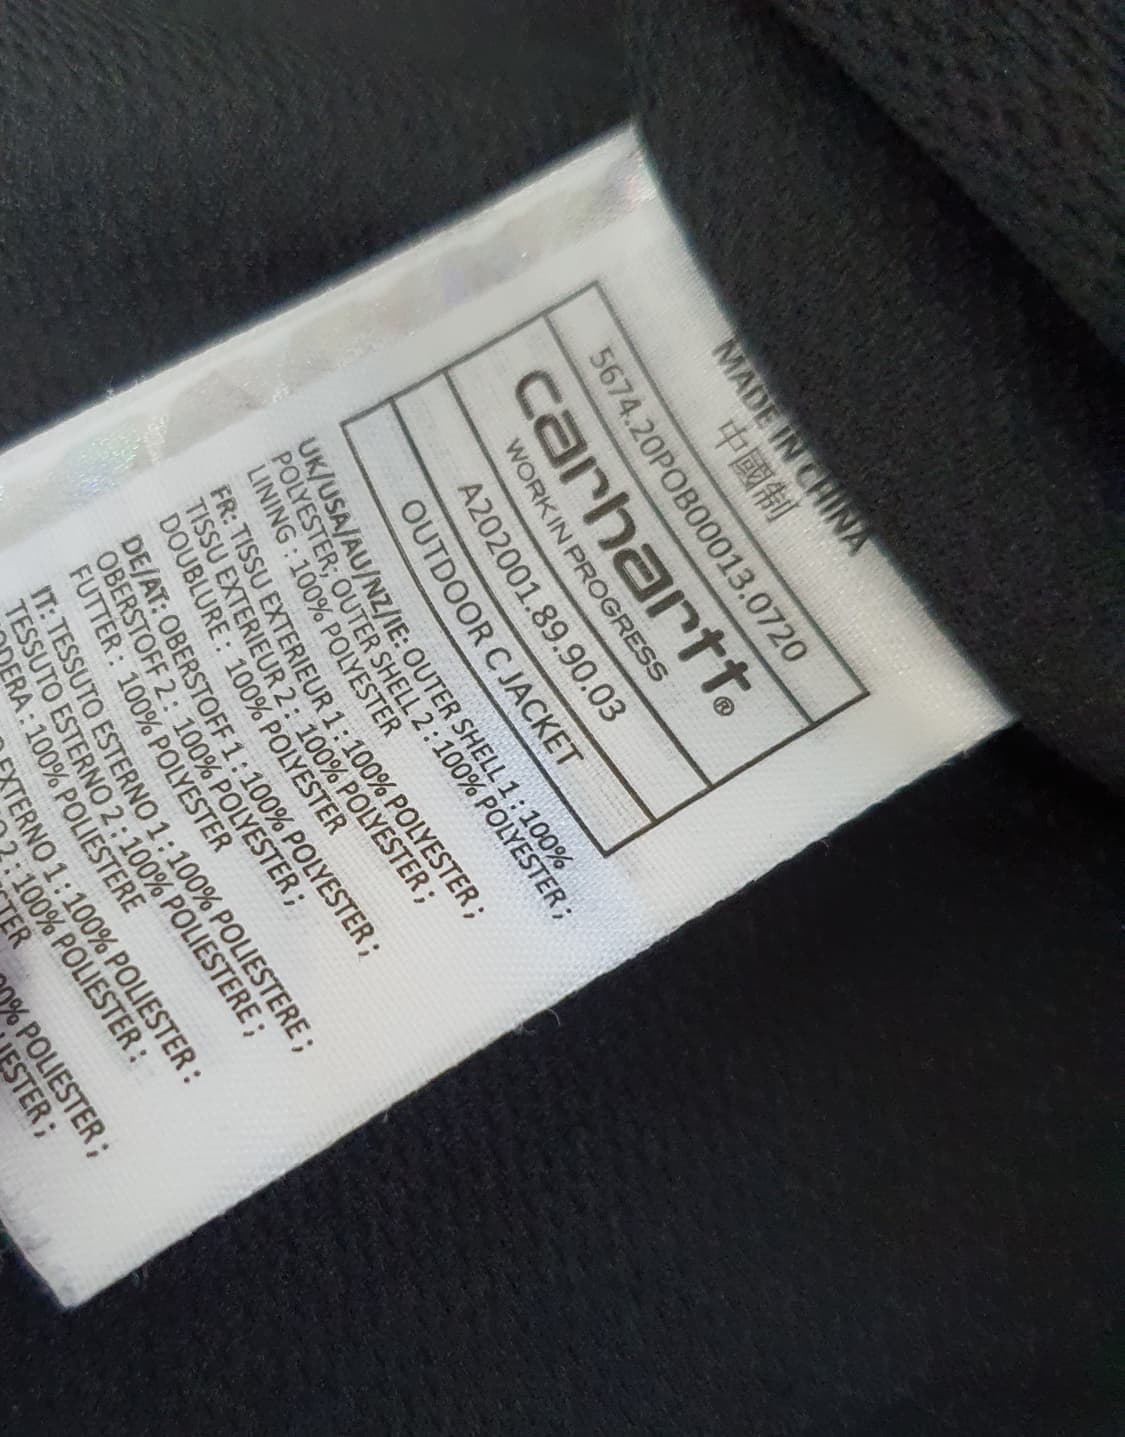 MADE IN CHINA
中國制
5674.20POB00013.0720
carhartt®
WORK IN PROGRESS
A202001.89.90.03
OUTDOOR C JACKET
UK/USA/AU/NZ/IE: OUTER SHELL 1 : 100%
POLYESTER; OUTER SHELL 2 : 100% POLYESTER ;
LINING : 100% POLYESTER
FR: TISSU EXTERIEUR 1 : 100% POLYESTER ;
TISSU EXTERIEUR 2 : 100% POLYESTER ;
DOUBLURE : 100% POLYESTER
DE/AT: OBERSTOFF 1 : 100% POLYESTER ;
OBERSTOFF 2 : 100% POLYESTER ;
FUTTER : 100% POLYESTER
IT: TESSUTO ESTERNO 1 : 100% POLIESTERE ;
TESSUTO ESTERNO 2 : 100% POLIESTERE ;
: 100% POLIESTERE
EXTERNO 1 : 100% POLIESTER ;
2 : 100% POLIESTER ;
POLIESTER ;